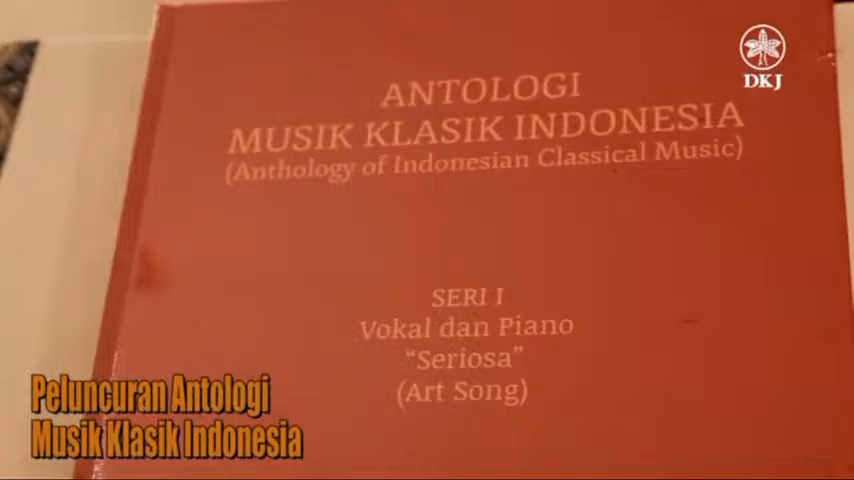 DKJ
ANTOLOGI
MUSIK KLASIK INDONESIA
(Anthology of Indonesian Classical Music)
SERI I
Vokal dan Piano
“Seriosa”
(Art Song)
Peluncuran Antologi
Musik Klasik Indonesia